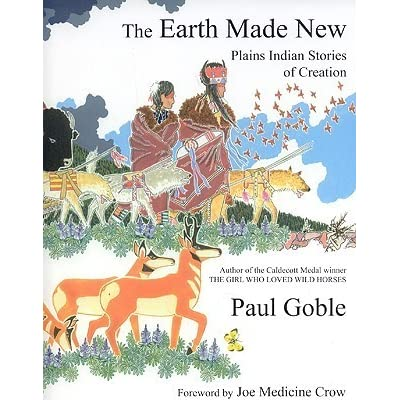 The Earth Made New
Plains Indian Stories
of Creation
Author of the Caldecott Medal winner
THE GIRL WHO LOVED WILD HORSES
Paul Goble
Foreword by Joe Medicine Crow